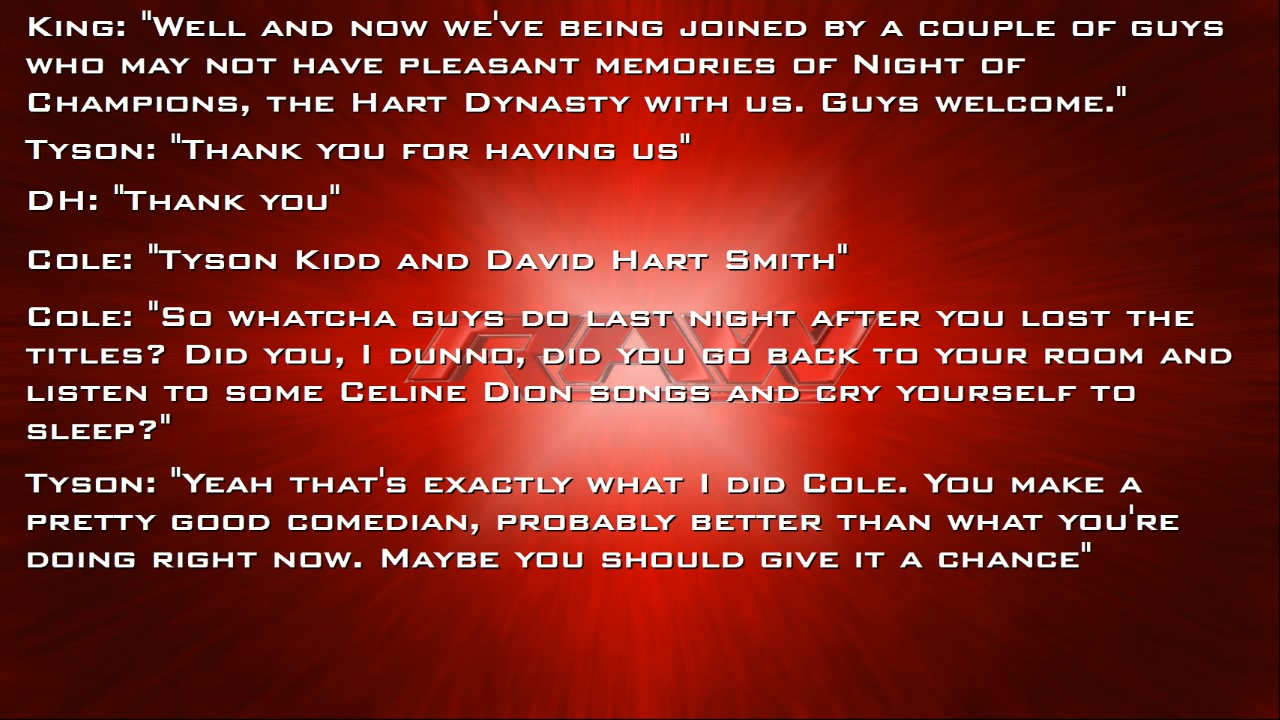 King: "Well and now we've being joined by a couple of guys
who may not have pleasant memories of Night of
Champions, the Hart Dynasty with us. Guys welcome."
Tyson: "Thank you for having us"
DH: "Thank you"
Cole: "Tyson Kidd and David Hart Smith"
Cole: "So whatcha guys do last night after you lost the
titles? Did you, I dunno, did you go back to your room and
listen to some Celine Dion songs and cry yourself to
sleep?"
Tyson: "Yeah that's exactly what I did Cole. You make a
pretty good comedian, probably better than what you're
doing right now. Maybe you should give it a chance"
RAW